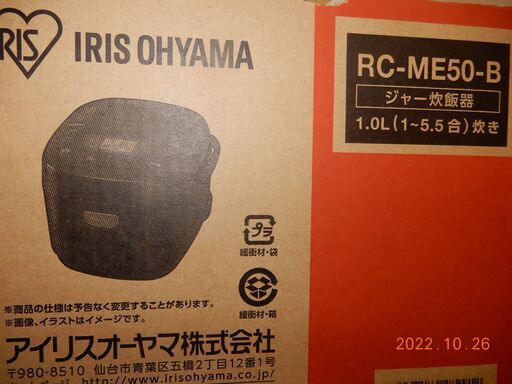 IRIS
IRIS OHYAMA
RC-ME50-B
ジャー炊飯器
1.0L(1~5.5合)炊き
プラ
緩衝材・袋
緩衝材・箱
※商品の仕様は予告なく変更することがあります。
※画像、イラストはイメージです。
アイリスオーヤマ株式会社
〒980-8510 仙台市青葉区五橋2丁目12番1号
www.irisohyama.co.jp/
2022.10.26